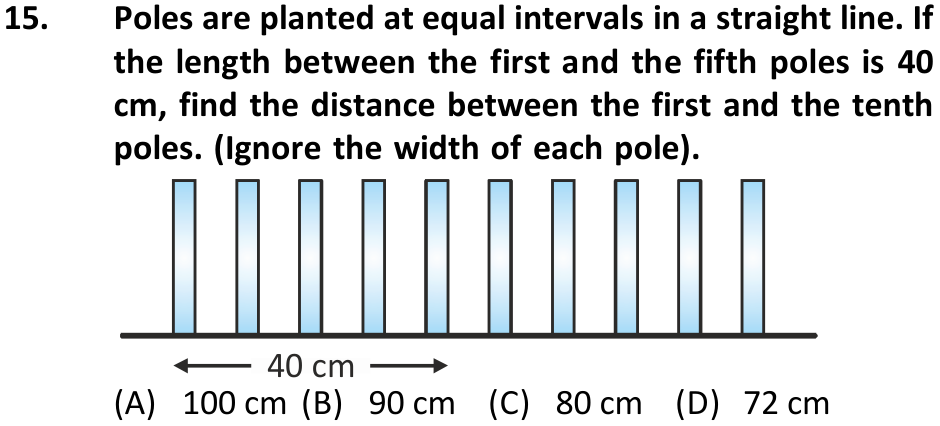 15. Poles are planted at equal intervals in a straight line. If
the length between the first and the fifth poles is 40
cm, find the distance between the first and the tenth
poles. (Ignore the width of each pole).
40 cm
(A) 100 cm (B) 90 cm (C) 80 cm (D) 72 cm